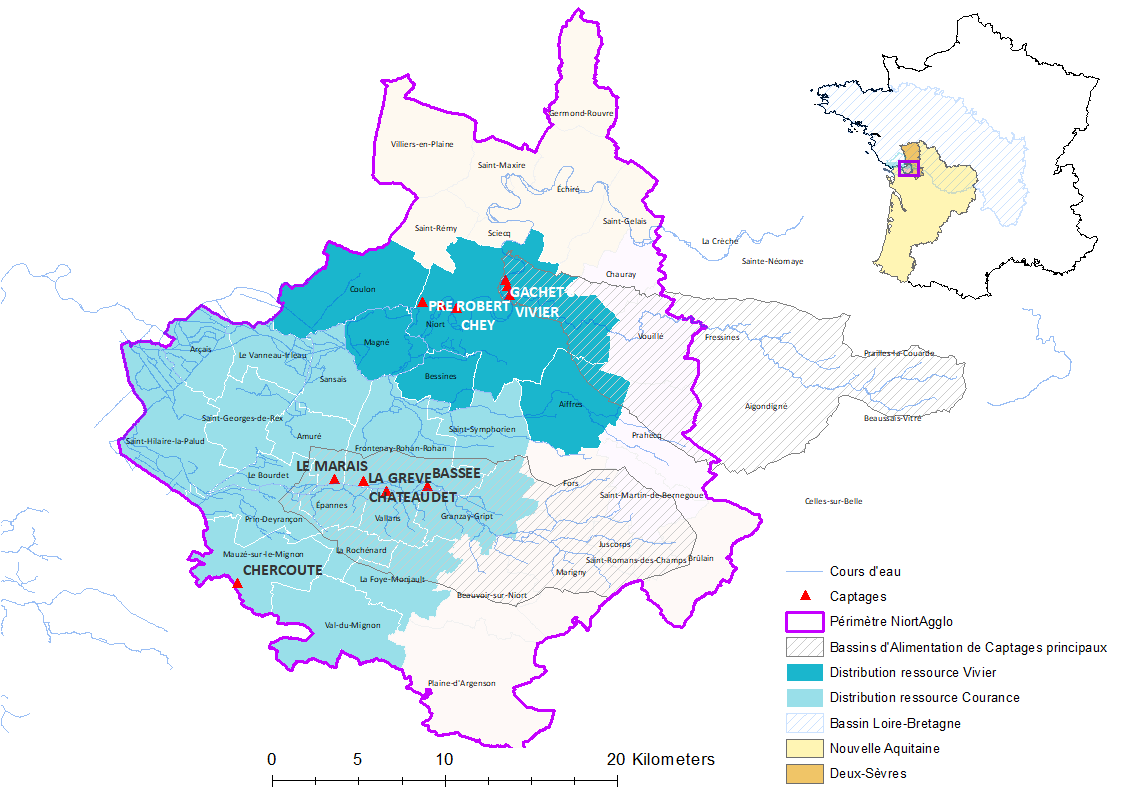 Germond-Rouvre
Villiers-en-Plaine
Saint-Maxire
Échiré
Saint-Gelais
Saint-Rémy
Sciecq
La Crèche
Sainte-Néomaye
Chauray
Coulon
GACHET
PRE ROBERT
VIVIER
CHEY
Niort
Vouillé
Fressines
Magné
Arçais
Le Vanneau-Irleau
Prailles-la-Couarde
Sansais
Bessines
Aiffres
Aigondigné
Beaussais-Vitré
Saint-Georges-de-Rex
Saint-Symphorien
Amuré
Prahecq
Saint-Hilaire-la-Palud
Frontenay-Rohan-Rohan
LE MARAIS
BASSEE
Le Bourdet
LA GREVE
Fors
CHATEAUDET
Saint-Martin-de-Bernegoue
Celles-sur-Belle
Épannes
Prin-Deyrançon
Vallans
Granzay-Gript
Juscorps
Mauzé-sur-le-Mignon
La Rochénard
Saint-Romans-des-Champs
Brûlain
CHERCOUTE
Marigny
La Foye-Monjault
Beauvoir-sur-Niort
Val-du-Mignon
Plaine-d'Argenson
Cours d'eau
Captages
Périmètre NiortAgglo
Bassins d'Alimentation de Captages principaux
Distribution ressource Vivier
Distribution ressource Courance
Bassin Loire-Bretagne
Nouvelle Aquitaine
Deux-Sèvres
0 5 10 20 Kilometers